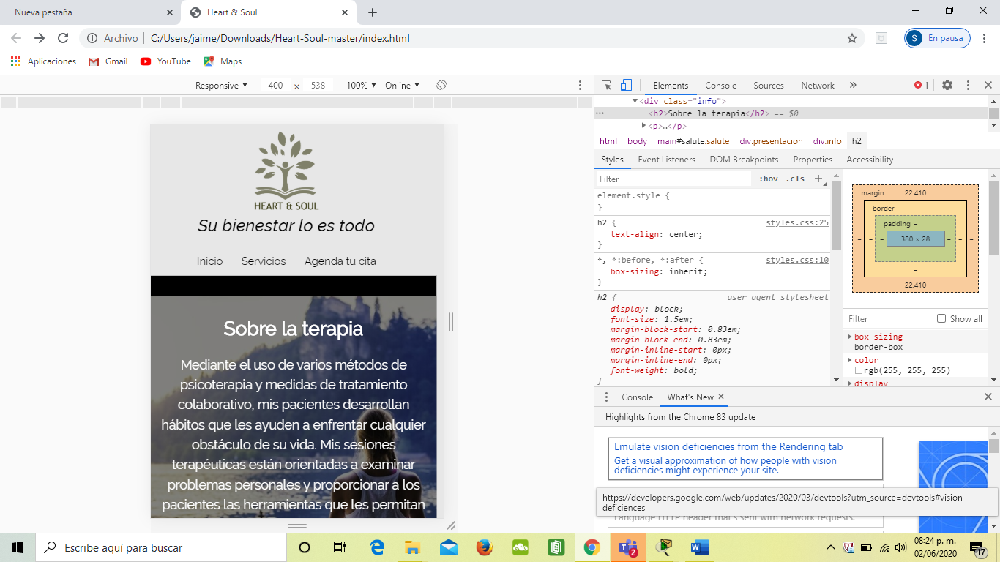 Nueva pestaña
Heart & Soul
Archivo C:/Users/jaime/Downloads/Heart-Soul-master/index.html
S En pausa
Aplicaciones Gmail YouTube Maps
Responsive ▼ 400 × 538 100% ▼ Online ▼
HEART & SOUL
Su bienestar lo es todo
Inicio Servicios Agenda tu cita
Sobre la terapia
Mediante el uso de varios métodos de
psicoterapia y medidas de tratamiento
colaborativo, mis pacientes desarrollan
hábitos que les ayuden a enfrentar cualquier
obstáculo de su vida. Mis sesiones
terapéuticas están orientadas a examinar
problemas personales y proporcionar a los
pacientes las herramientas que les permitan
Elements Console Sources Network » 1
▼<div class="info">
… <h2>Sobre la terapia</h2> == $0
▶<p>…</p>
html body main#salute.salute div.presentacion div.info h2
Styles Event Listeners DOM Breakpoints Properties Accessibility
Filter :hov .cls +
element.style {
}
h2 { styles.css:25
text-align: center;
}
*, *:before, *:after { styles.css:10
box-sizing: inherit;
}
h2 { user agent stylesheet
display: block;
font-size: 1.5em;
margin-block-start: 0.83em;
margin-block-end: 0.83em;
margin-inline-start: 0px;
margin-inline-end: 0px;
font-weight: bold;
}
margin 22.410
border –
padding –
– – – 380 × 28 – – –
–
–
22.410
Filter Show all
▶ box-sizing
border-box
▶ color
rgb(255, 255, 255)
▶ display
Console What's New ×
Highlights from the Chrome 83 update
Emulate vision deficiencies from the Rendering tab
Get a visual approximation of how people with vision
deficiencies might experience your site.
https://developers.google.com/web/updates/2020/03/devtools?utm_source=devtools#vision-
deficiences
Language HTTP header that's sent with network requests.
Escribe aquí para buscar
2
08:24 p. m.
02/06/2020
17